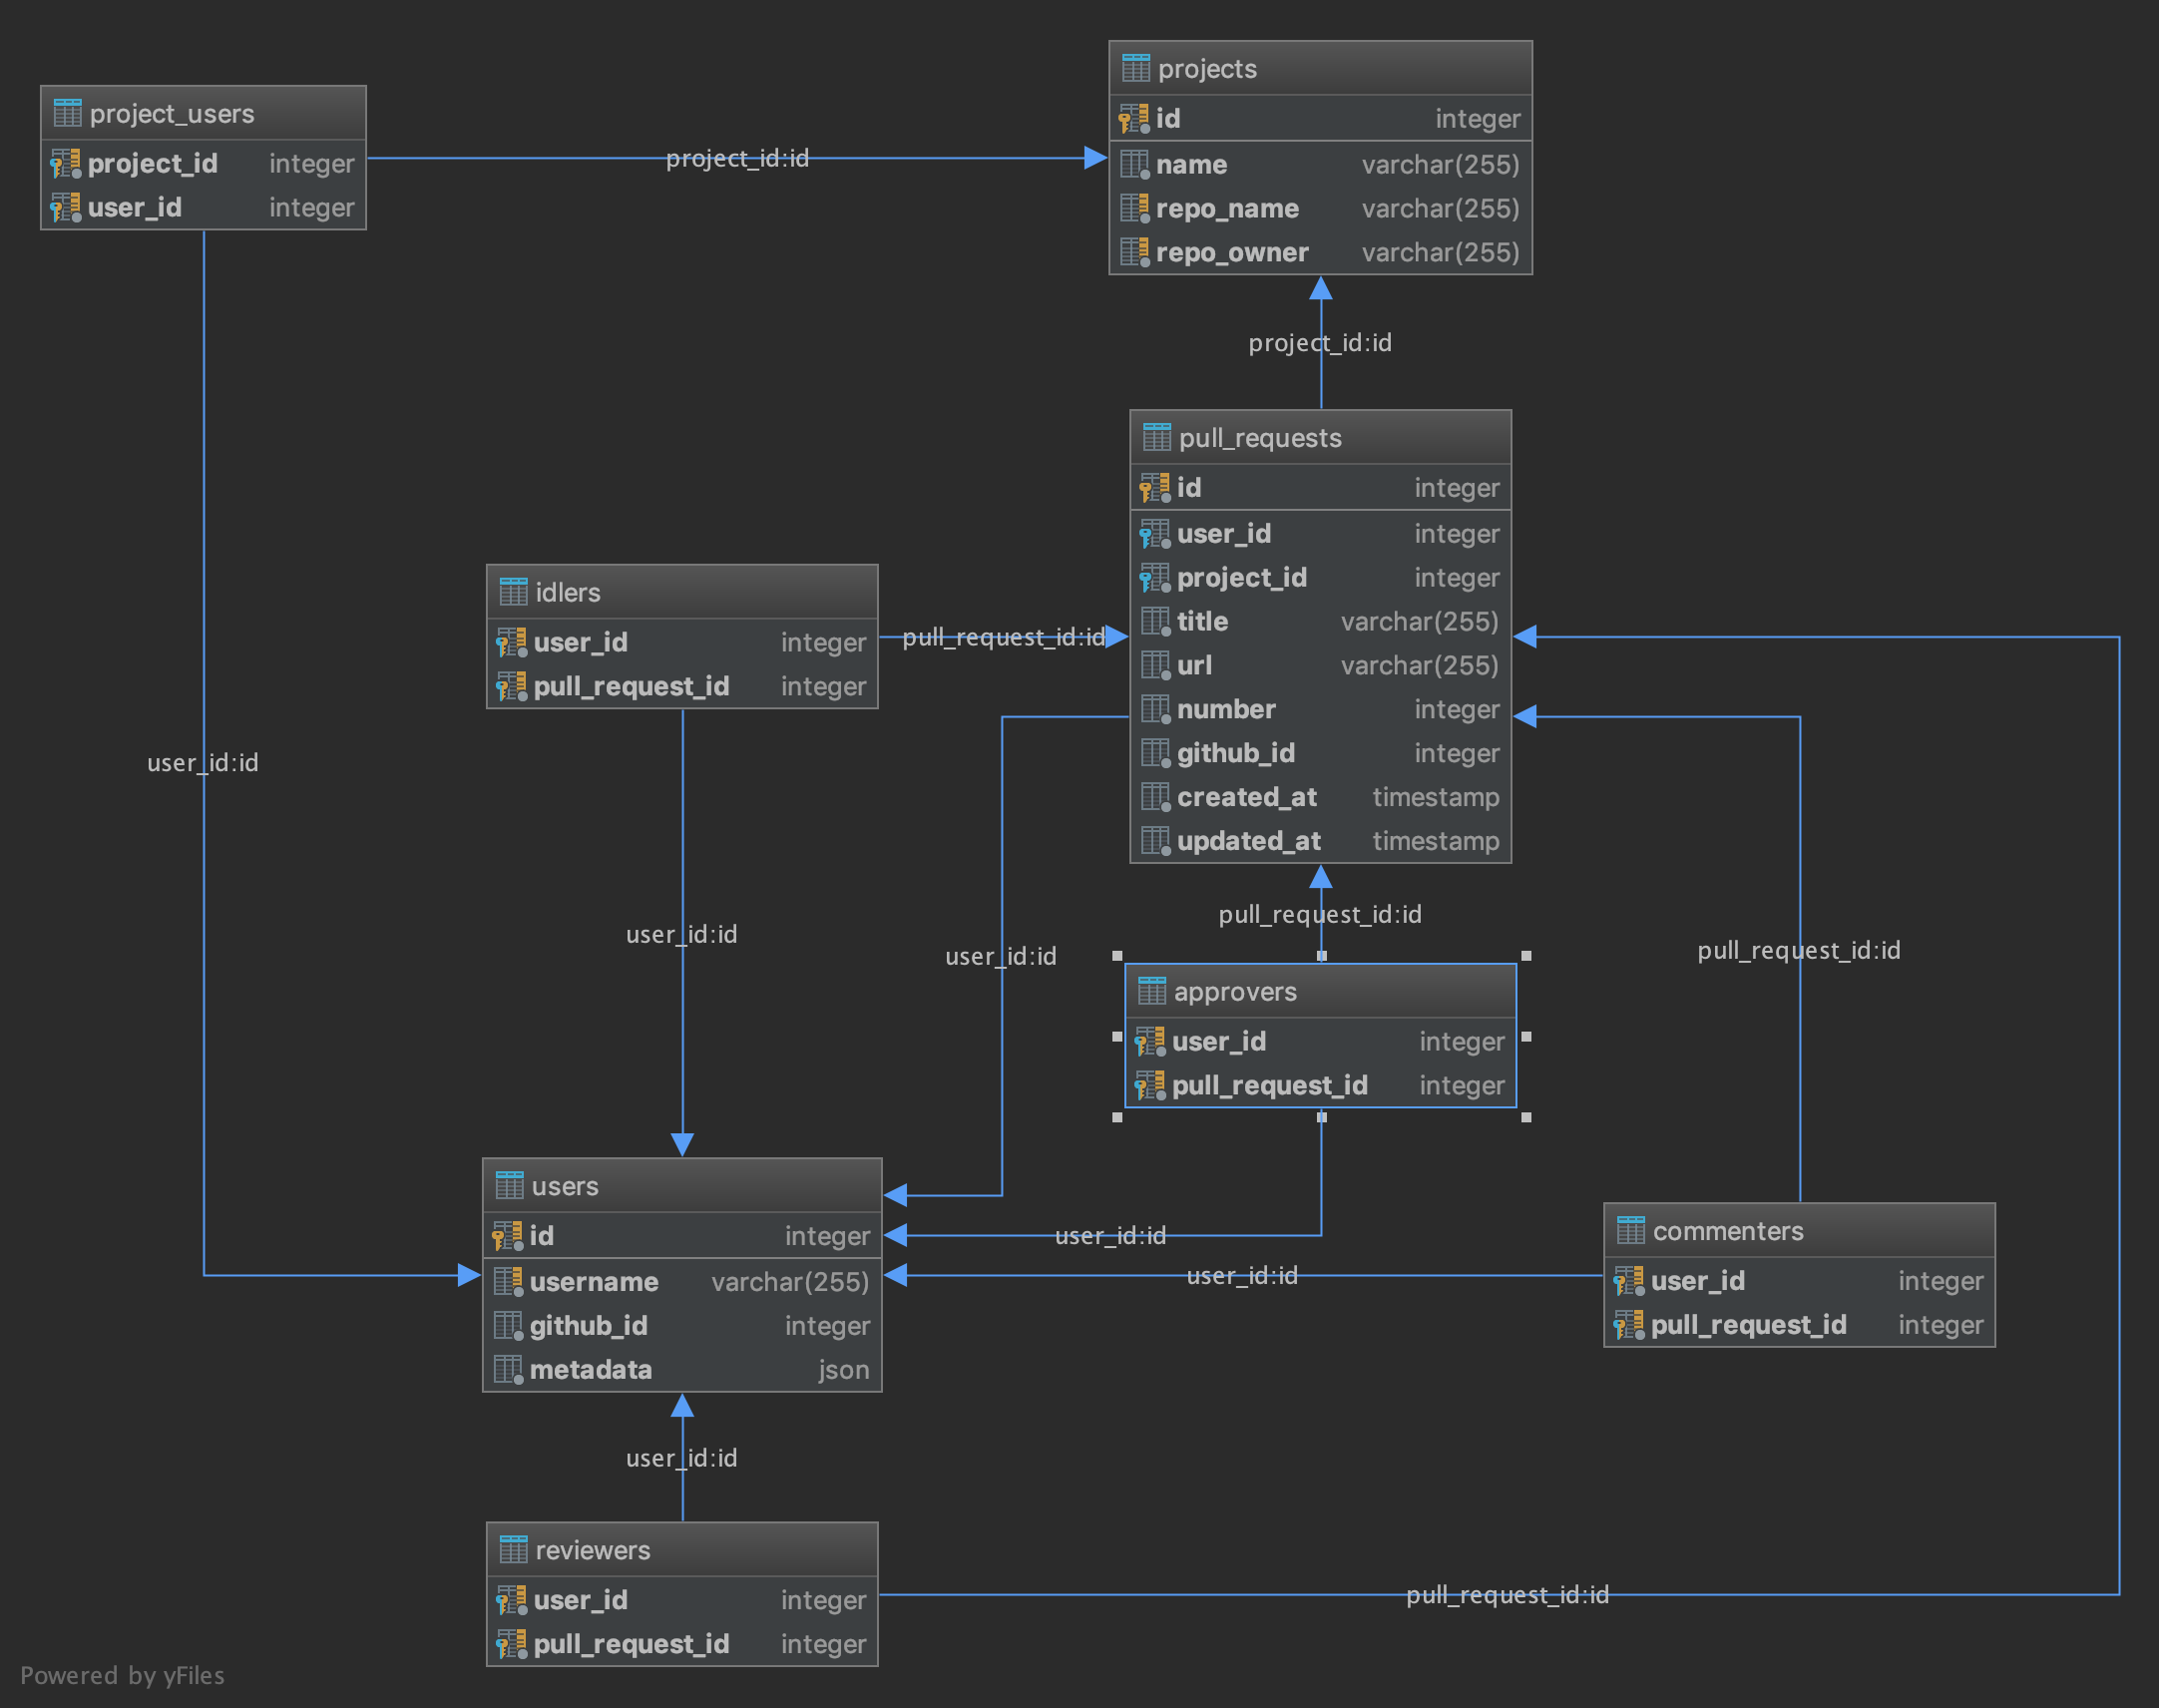 projects
id integer
name varchar(255)
repo_name varchar(255)
repo_owner varchar(255)
project_users
project_id integer
user_id integer
project_id:id
project_id:id
pull_requests
id integer
user_id integer
project_id integer
title varchar(255)
url varchar(255)
number integer
github_id integer
created_at timestamp
updated_at timestamp
idlers
user_id integer
pull_request_id integer
pull_request_id:id
user_id:id
user_id:id
user_id:id
pull_request_id:id
pull_request_id:id
approvers
user_id integer
pull_request_id integer
users
id integer
username varchar(255)
github_id integer
metadata json
user_id:id
user_id:id
commenters
user_id integer
pull_request_id integer
user_id:id
reviewers
user_id integer
pull_request_id integer
pull_request_id:id
Powered by yFiles